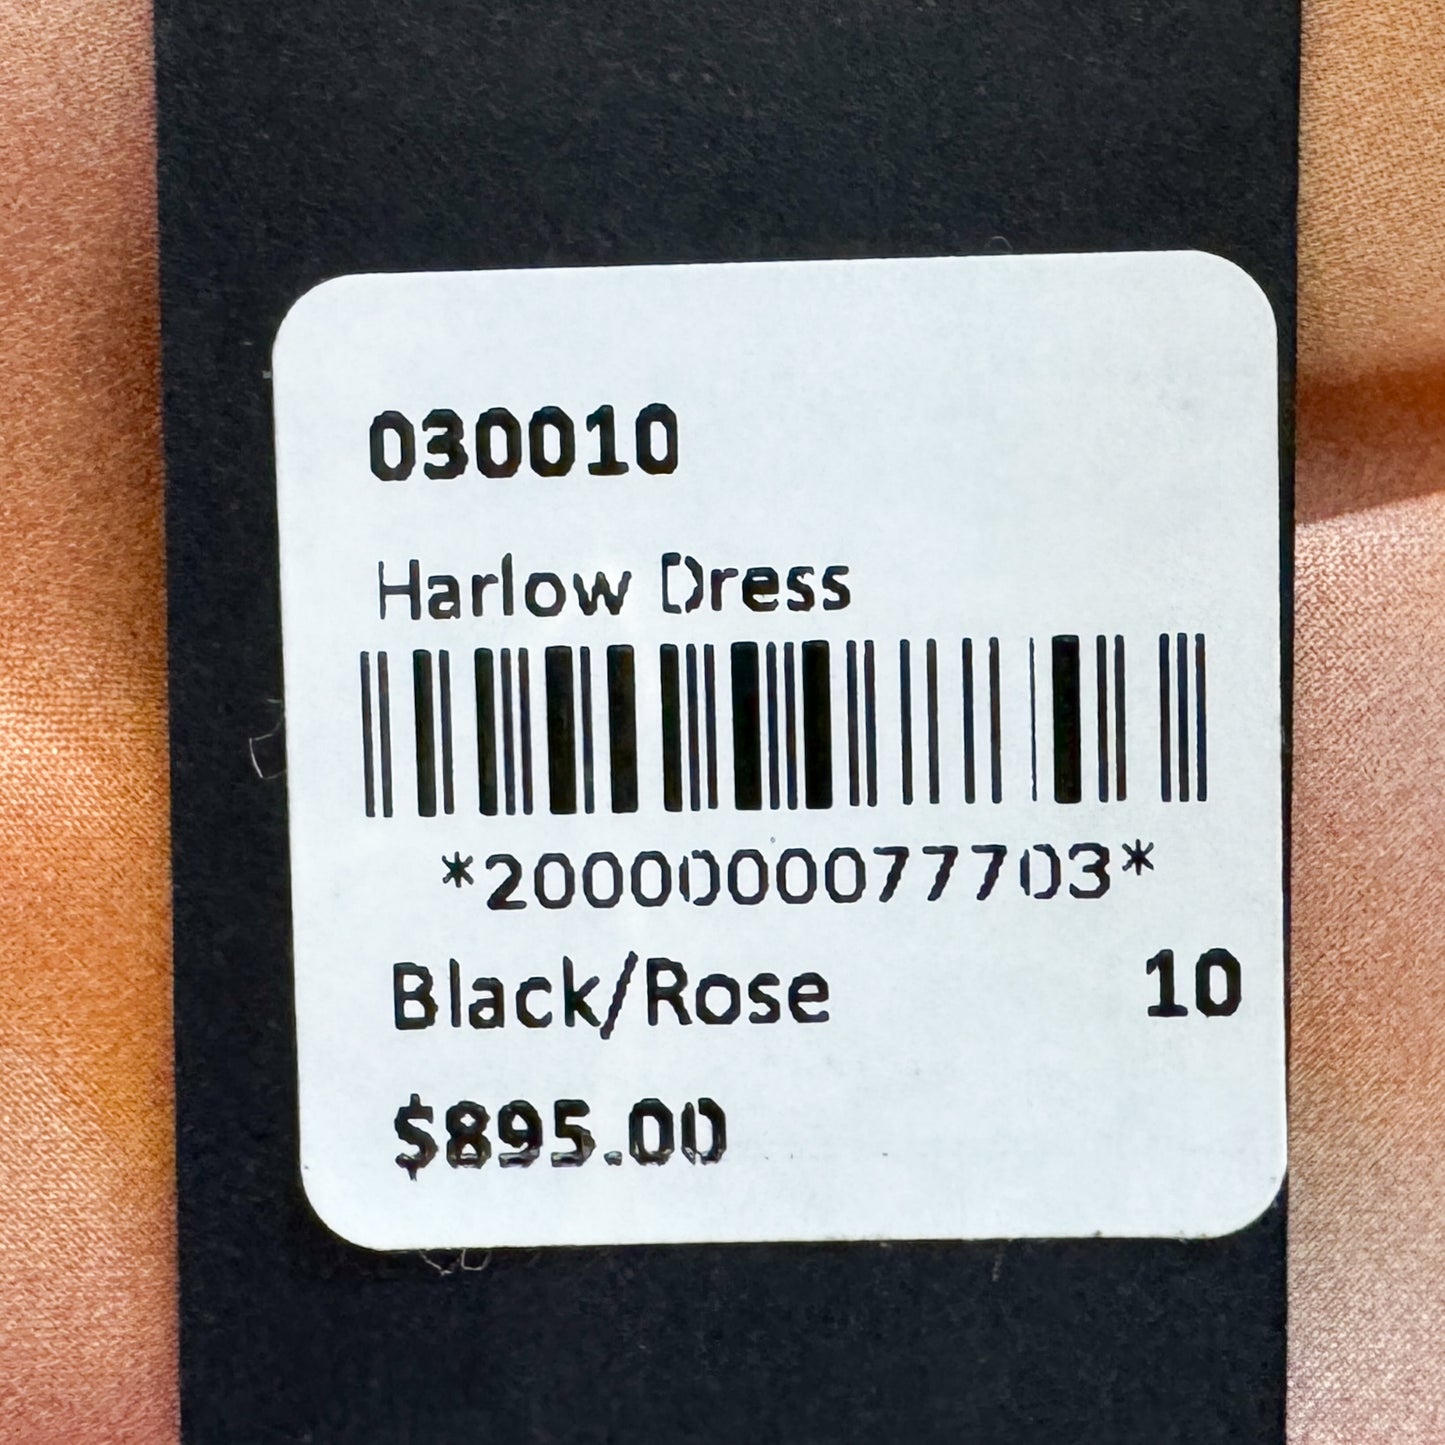 030010
Harlow Dress
*2000000077703*
Black/Rose 10
$895.00